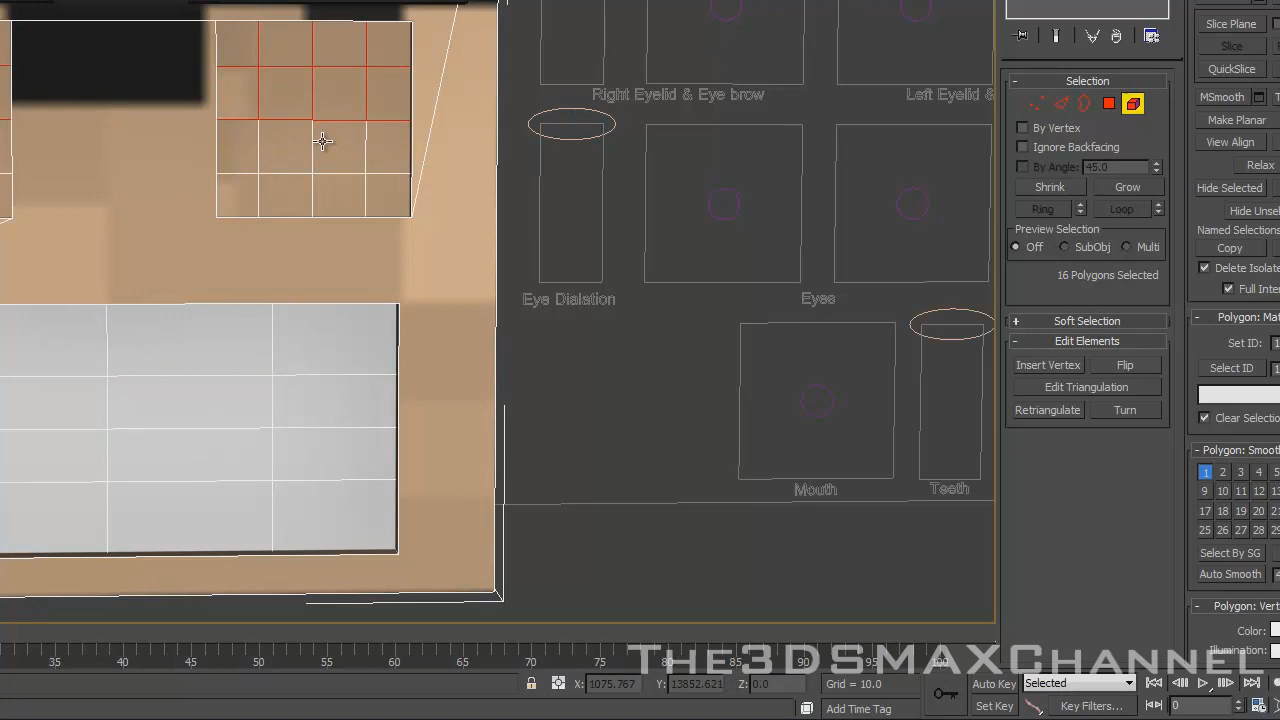 Slice Plane
Slice
QuickSlice
MSmooth
Make Planar
View Align
Relax
Hide Selected
Hide Unsel
Named Selections
Copy
Delete Isolate
Full Inter
- Selection
By Vertex
Ignore Backfacing
By Angle: 45.0
Shrink Grow
Ring Loop
Preview Selection
Off SubObj Multi
16 Polygons Selected
+ Soft Selection
- Edit Elements
Insert Vertex Flip
Edit Triangulation
Retriangulate Turn
Polygon: Mat
Set ID: 1
Select ID 1
Clear Selection
Polygon: Smoo
1 2 3 4 5
9 10 11 12 13
17 18 19 20 21
25 26 27 28 29
Select By SG
Auto Smooth 4
Polygon: Vert
Color:
Illumination:
Right Eyelid & Eye brow
Left Eyelid &
Eye Dialation
Eyes
Mouth
Teeth
35 40 45 50 55 60 65 70 75 80 85 90 95 100
The3DSMAXChannel
X: 1075.767 Y: 13852.621 Z: 0.0 Grid = 10.0
Add Time Tag
Auto Key Selected
Set Key Key Filters... 0